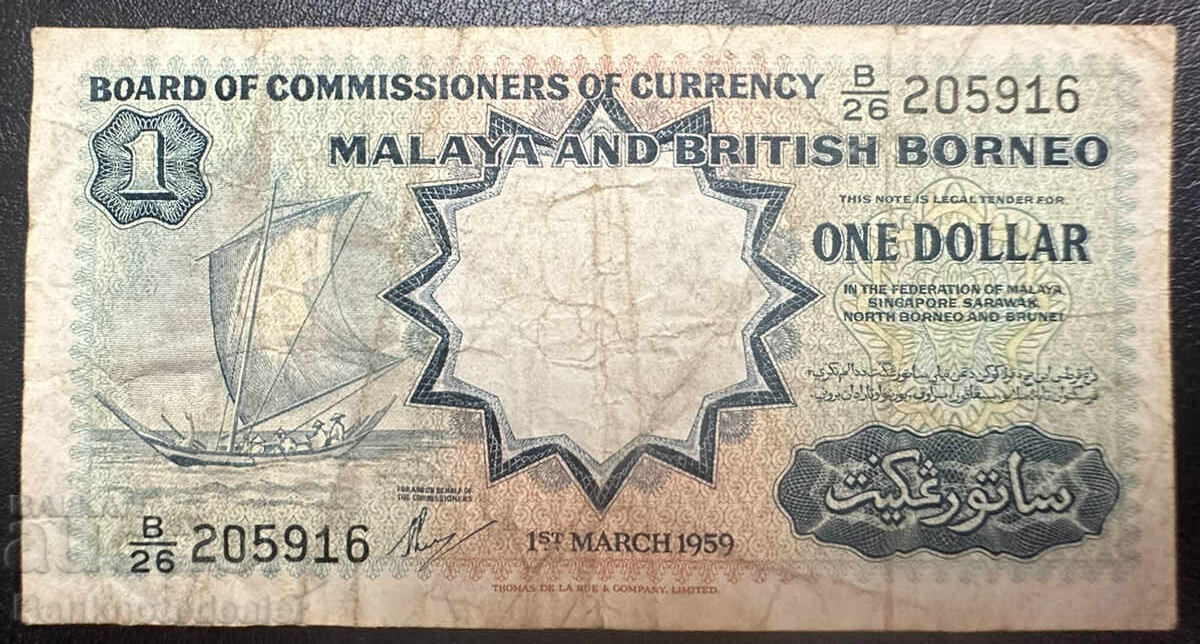 BOARD OF COMMISSIONERS OF CURRENCY
B/26 205916
MALAYA AND BRITISH BORNEO
1
THIS NOTE IS LEGAL TENDER FOR
ONE DOLLAR
IN THE FEDERATION OF MALAYA
SINGAPORE SARAWAK
NORTH BORNEO AND BRUNEI
ساتو رڠݢيت
FOR AND ON BEHALF OF
THE COMMISSIONERS
B/26 205916
1ST MARCH 1959
THOMAS DE LA RUE & COMPANY, LIMITED.
Banknotedealer